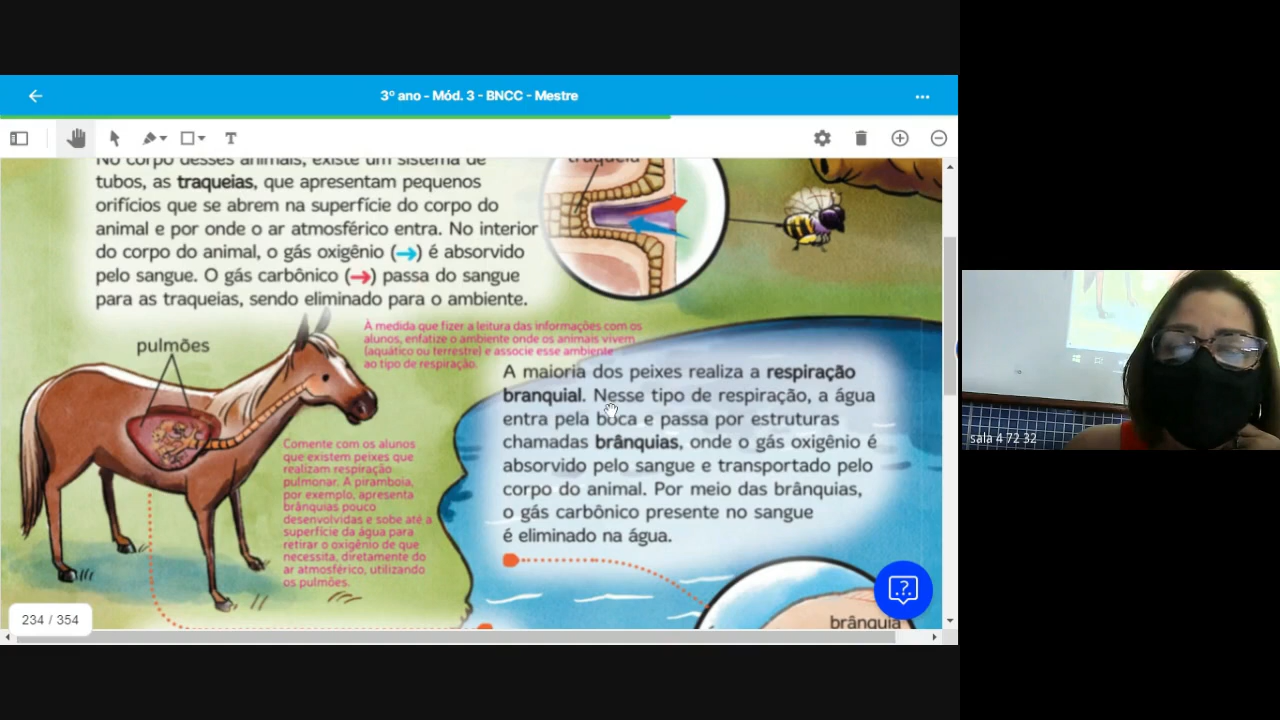 3º ano - Mód. 3 - BNCC - Mestre
No corpo desses animais, existe um sistema de
tubos, as traqueias, que apresentam pequenos
orifícios que se abrem na superfície do corpo do
animal e por onde o ar atmosférico entra. No interior
do corpo do animal, o gás oxigênio (→) é absorvido
pelo sangue. O gás carbônico (→) passa do sangue
para as traqueias, sendo eliminado para o ambiente.
traqueia
À medida que fizer a leitura das informações com os
alunos, enfatize o ambiente onde os animais vivem
(aquático ou terrestre) e associe esse ambiente
ao tipo de respiração.
pulmões
A maioria dos peixes realiza a respiração
branquial. Nesse tipo de respiração, a água
entra pela boca e passa por estruturas
chamadas brânquias, onde o gás oxigênio é
absorvido pelo sangue e transportado pelo
corpo do animal. Por meio das brânquias,
o gás carbônico presente no sangue
é eliminado na água.
Comente com os alunos
que existem peixes que
realizam respiração
pulmonar. A piramboia,
por exemplo, apresenta
brânquias pouco
desenvolvidas e sobe até a
superfície da água para
retirar o oxigênio de que
necessita, diretamente do
ar atmosférico, utilizando
os pulmões.
brânquia
234 / 354
sala 4 72 32